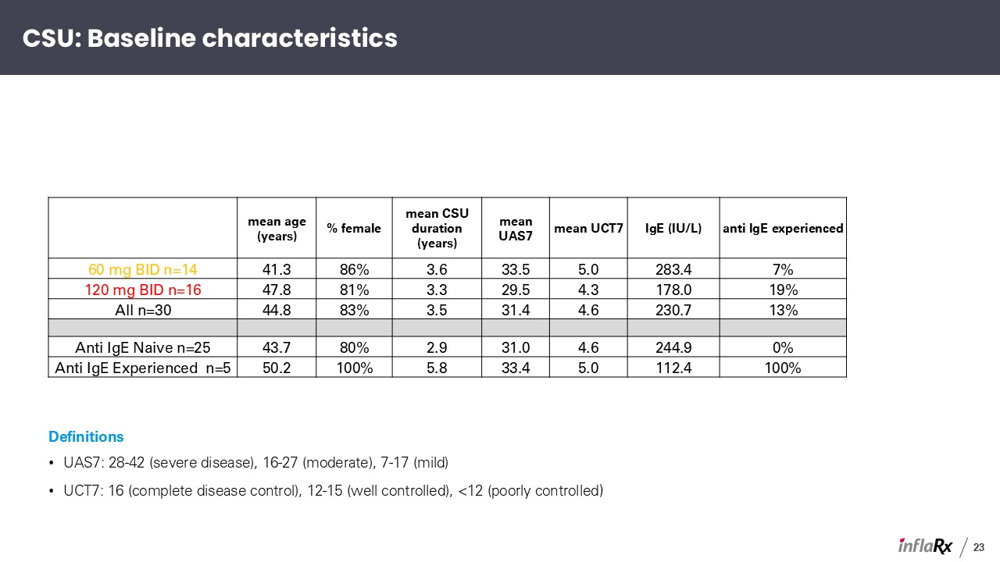 CSU: Baseline characteristics
mean age (years) % female mean CSU duration (years) mean UAS7 mean UCT7 IgE (IU/L) anti IgE experienced
60 mg BID n=14 41.3 86% 3.6 33.5 5.0 283.4 7%
120 mg BID n=16 47.8 81% 3.3 29.5 4.3 178.0 19%
All n=30 44.8 83% 3.5 31.4 4.6 230.7 13%
Anti IgE Naive n=25 43.7 80% 2.9 31.0 4.6 244.9 0%
Anti IgE Experienced n=5 50.2 100% 5.8 33.4 5.0 112.4 100%
Definitions
• UAS7: 28-42 (severe disease), 16-27 (moderate), 7-17 (mild)
• UCT7: 16 (complete disease control), 12-15 (well controlled), <12 (poorly controlled)
inflaRx / 23